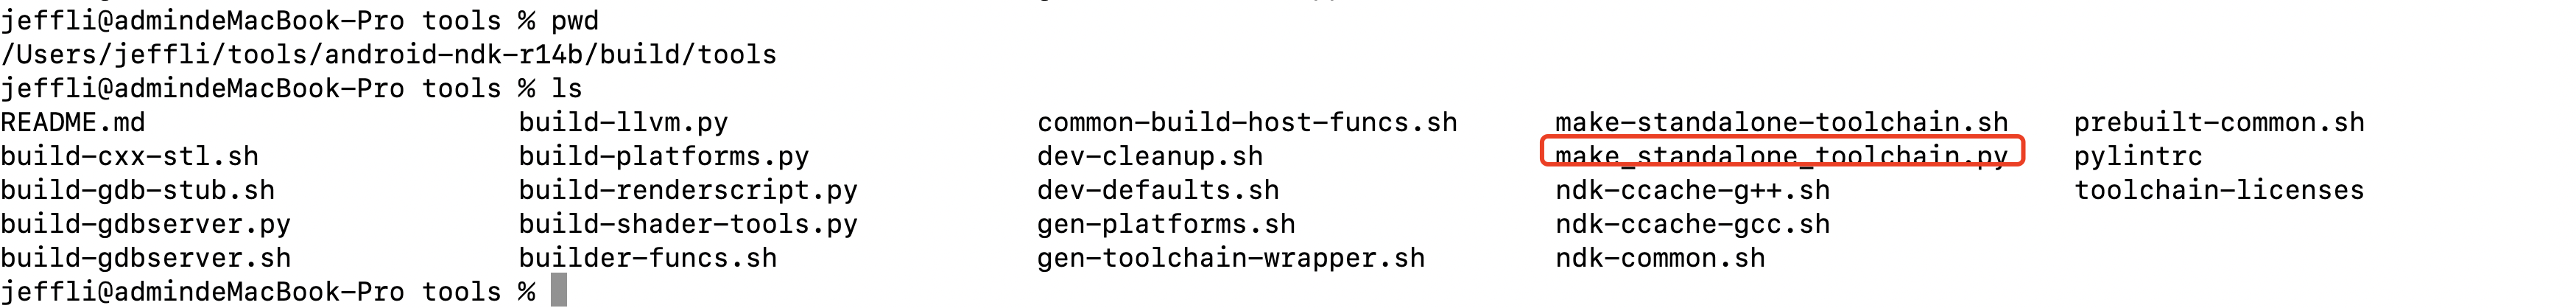 jeffli@admindeMacBook-Pro tools % pwd
/Users/jeffli/tools/android-ndk-r14b/build/tools
jeffli@admindeMacBook-Pro tools % ls
README.md build-llvm.py common-build-host-funcs.sh make-standalone-toolchain.sh prebuilt-common.sh
build-cxx-stl.sh build-platforms.py dev-cleanup.sh make_standalone_toolchain.py pylintrc
build-gdb-stub.sh build-renderscript.py dev-defaults.sh ndk-ccache-g++.sh toolchain-licenses
build-gdbserver.py build-shader-tools.py gen-platforms.sh ndk-ccache-gcc.sh
build-gdbserver.sh builder-funcs.sh gen-toolchain-wrapper.sh ndk-common.sh
jeffli@admindeMacBook-Pro tools %